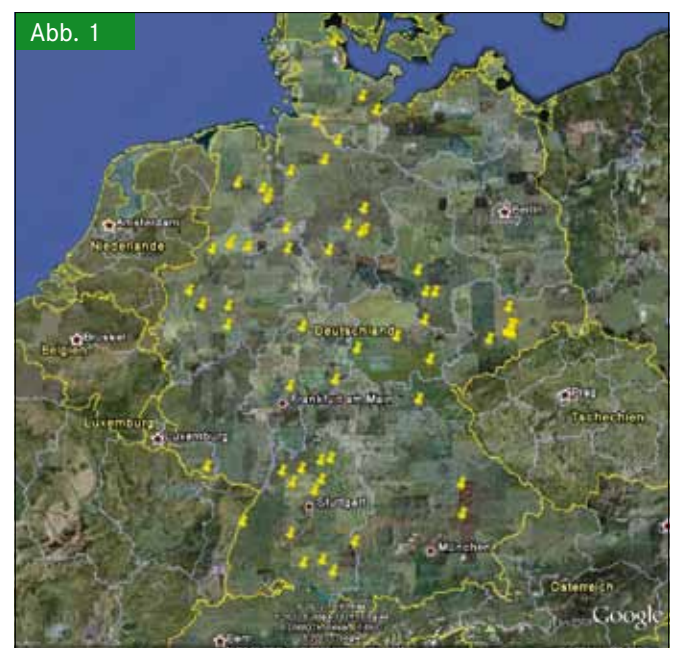 Abb. 1
Amsterdam
Berlin
Niederlande
Brüssel
Belgien
Deutschland
Prag
Tschechien
Frankfurt am Main
Luxemburg
Luxemburg
Stuttgart
München
Österreich
Google
Bern